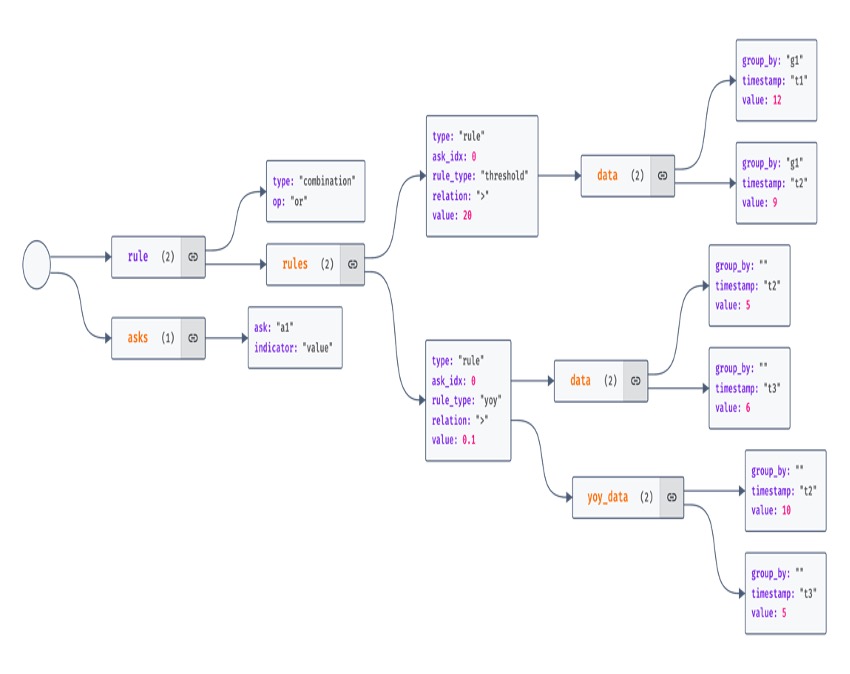 rule (2)
type: "combination"
op: "or"
rules (2)
type: "rule"
ask_idx: 0
rule_type: "threshold"
relation: ">"
value: 20
data (2)
group_by: "g1"
timestamp: "t1"
value: 12
group_by: "g1"
timestamp: "t2"
value: 9
type: "rule"
ask_idx: 0
rule_type: "yoy"
relation: ">"
value: 0.1
data (2)
group_by: ""
timestamp: "t2"
value: 5
group_by: ""
timestamp: "t3"
value: 6
yoy_data (2)
group_by: ""
timestamp: "t2"
value: 10
group_by: ""
timestamp: "t3"
value: 5
asks (1)
ask: "a1"
indicator: "value"